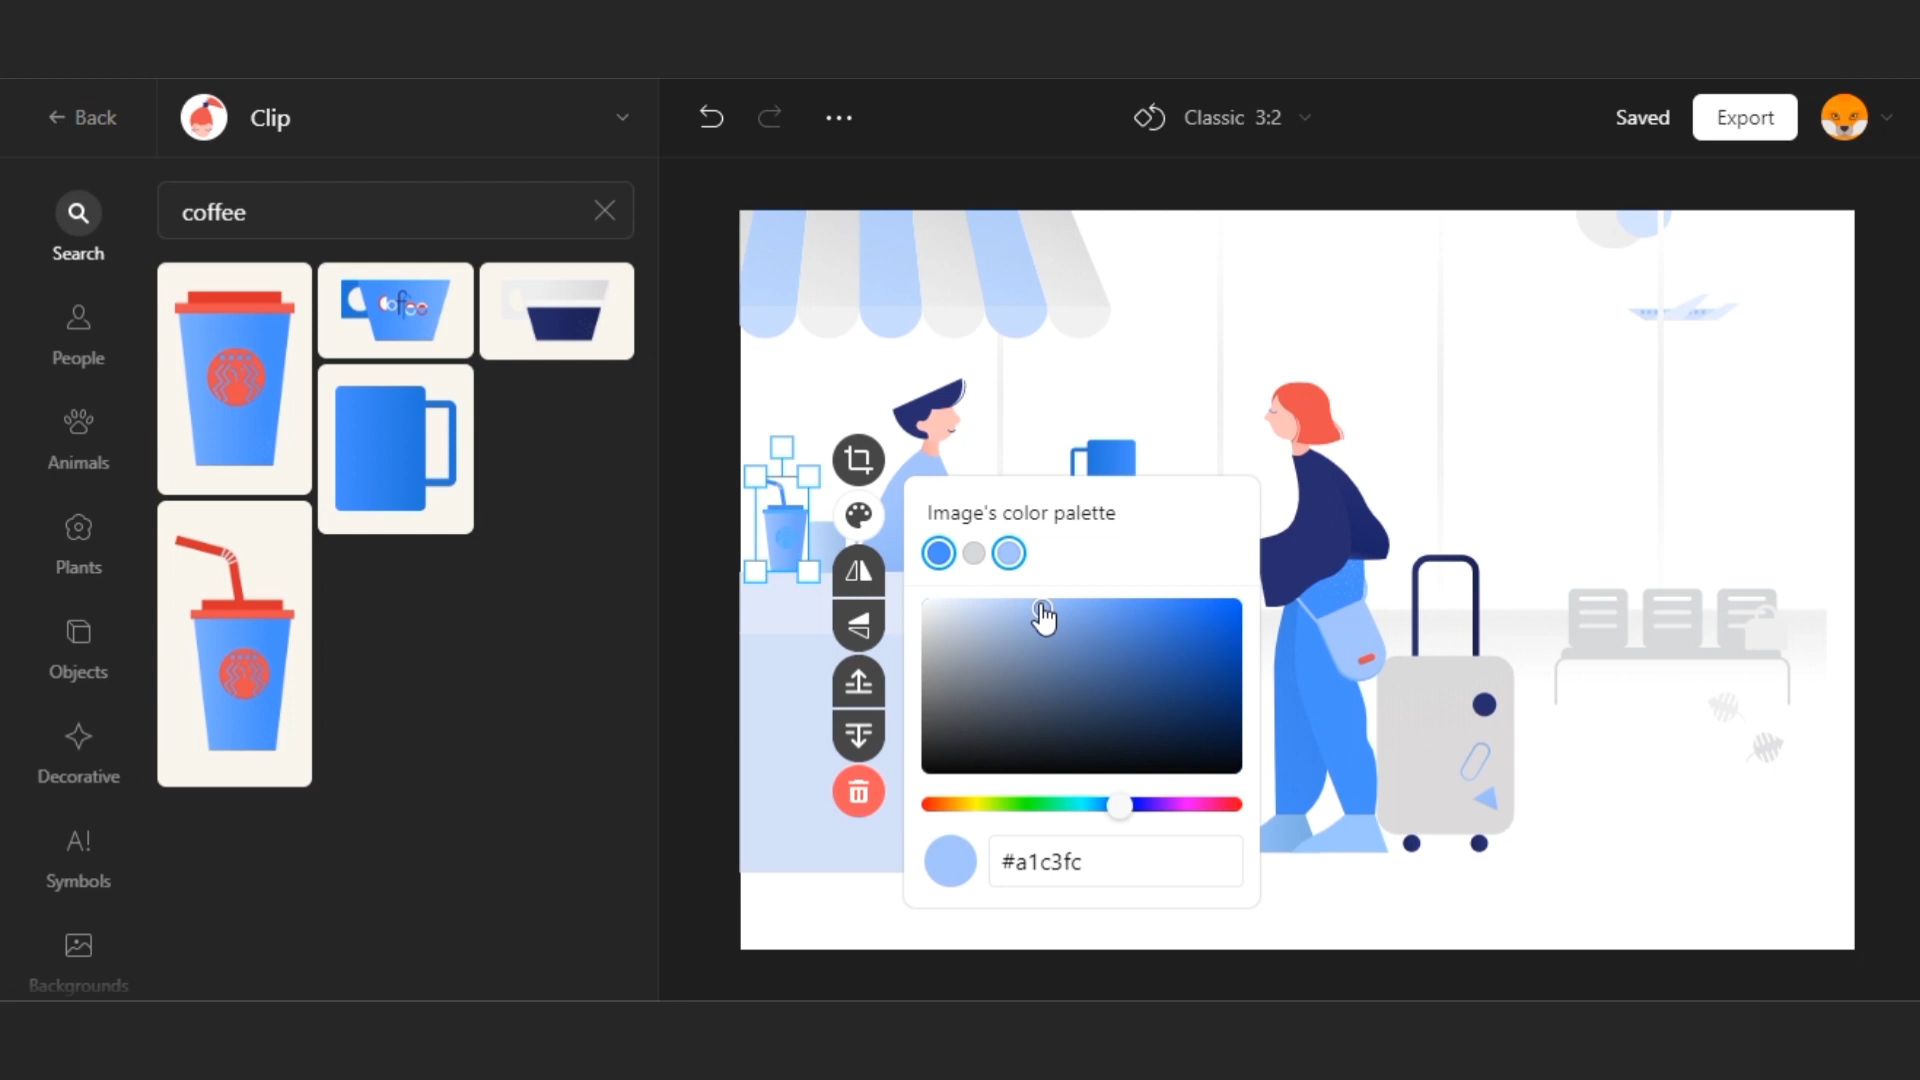 Back
Clip
Classic 3:2
Saved
Export
Search
coffee
People
Coffee
Animals
Plants
Objects
Decorative
Symbols
Backgrounds
A!
Image's color palette
#a1c3fc